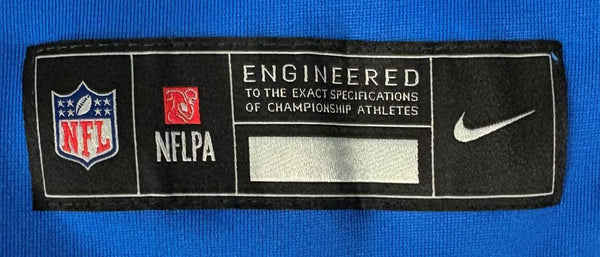 NFL
NFLPA
ENGINEERED
TO THE EXACT SPECIFICATIONS
OF CHAMPIONSHIP ATHLETES